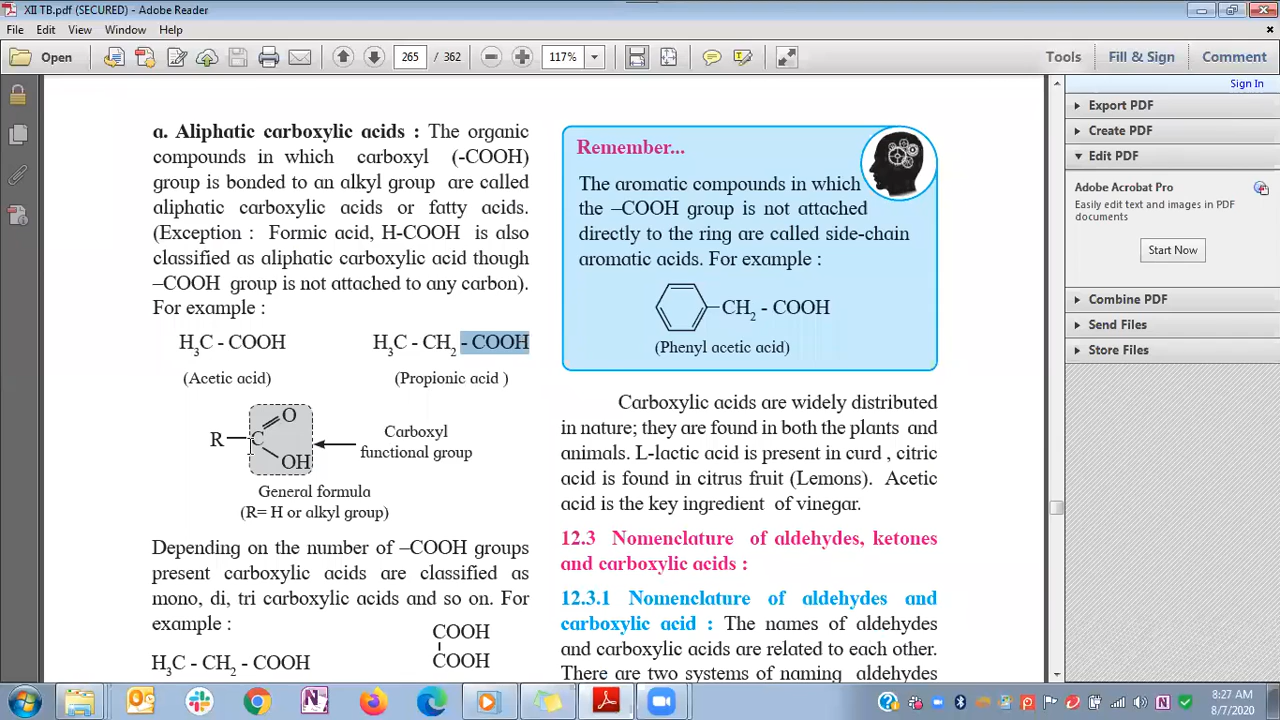 XII TB.pdf (SECURED) - Adobe Reader
File Edit View Window Help
Open 265 / 362 117% Tools Fill & Sign Comment
Sign In
Export PDF
Create PDF
Edit PDF
Adobe Acrobat Pro
Easily edit text and images in PDF
documents
Start Now
Combine PDF
Send Files
Store Files
a. Aliphatic carboxylic acids : The organic
compounds in which carboxyl (-COOH)
group is bonded to an alkyl group are called
aliphatic carboxylic acids or fatty acids.
(Exception : Formic acid, H-COOH is also
classified as aliphatic carboxylic acid though
–COOH group is not attached to any carbon).
For example :
H3C - COOH H3C - CH2 - COOH
(Acetic acid) (Propionic acid )
O
R C
OH
Carboxyl
functional group
General formula
(R= H or alkyl group)
Depending on the number of –COOH groups
present carboxylic acids are classified as
mono, di, tri carboxylic acids and so on. For
example :
COOH
H3C - CH2 - COOH COOH
Remember...
The aromatic compounds in which
the –COOH group is not attached
directly to the ring are called side-chain
aromatic acids. For example :
CH2 - COOH
(Phenyl acetic acid)
Carboxylic acids are widely distributed
in nature; they are found in both the plants and
animals. L-lactic acid is present in curd , citric
acid is found in citrus fruit (Lemons). Acetic
acid is the key ingredient of vinegar.
12.3 Nomenclature of aldehydes, ketones
and carboxylic acids :
12.3.1 Nomenclature of aldehydes and
carboxylic acid : The names of aldehydes
and carboxylic acids are related to each other.
There are two systems of naming aldehydes
8:27 AM
8/7/2020